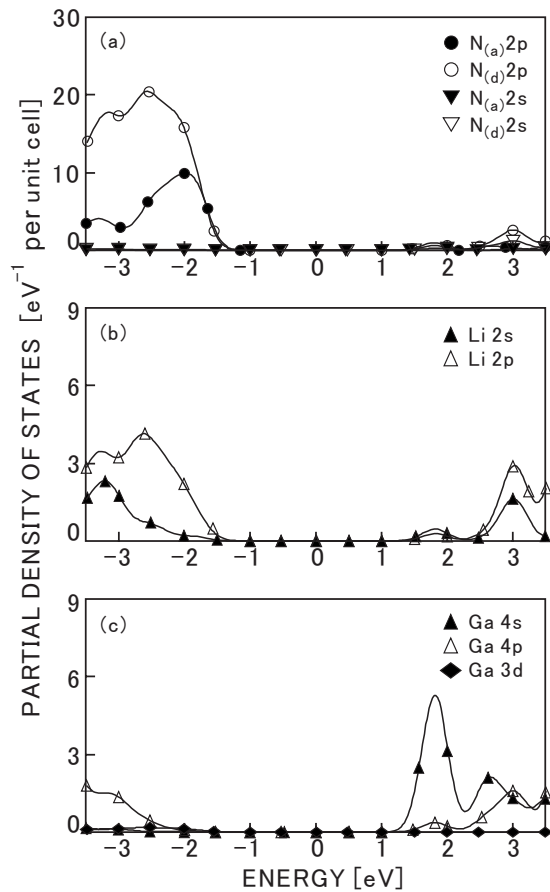 PARTIAL DENSITY OF STATES [eV⁻¹ per unit cell]
(a)
N(a)2p
N(d)2p
N(a)2s
N(d)2s
30
20
10
0
−3 −2 −1 0 1 2 3
(b)
Li 2s
Li 2p
9
6
3
0
−3 −2 −1 0 1 2 3
(c)
Ga 4s
Ga 4p
Ga 3d
9
6
3
0
−3 −2 −1 0 1 2 3
ENERGY [eV]